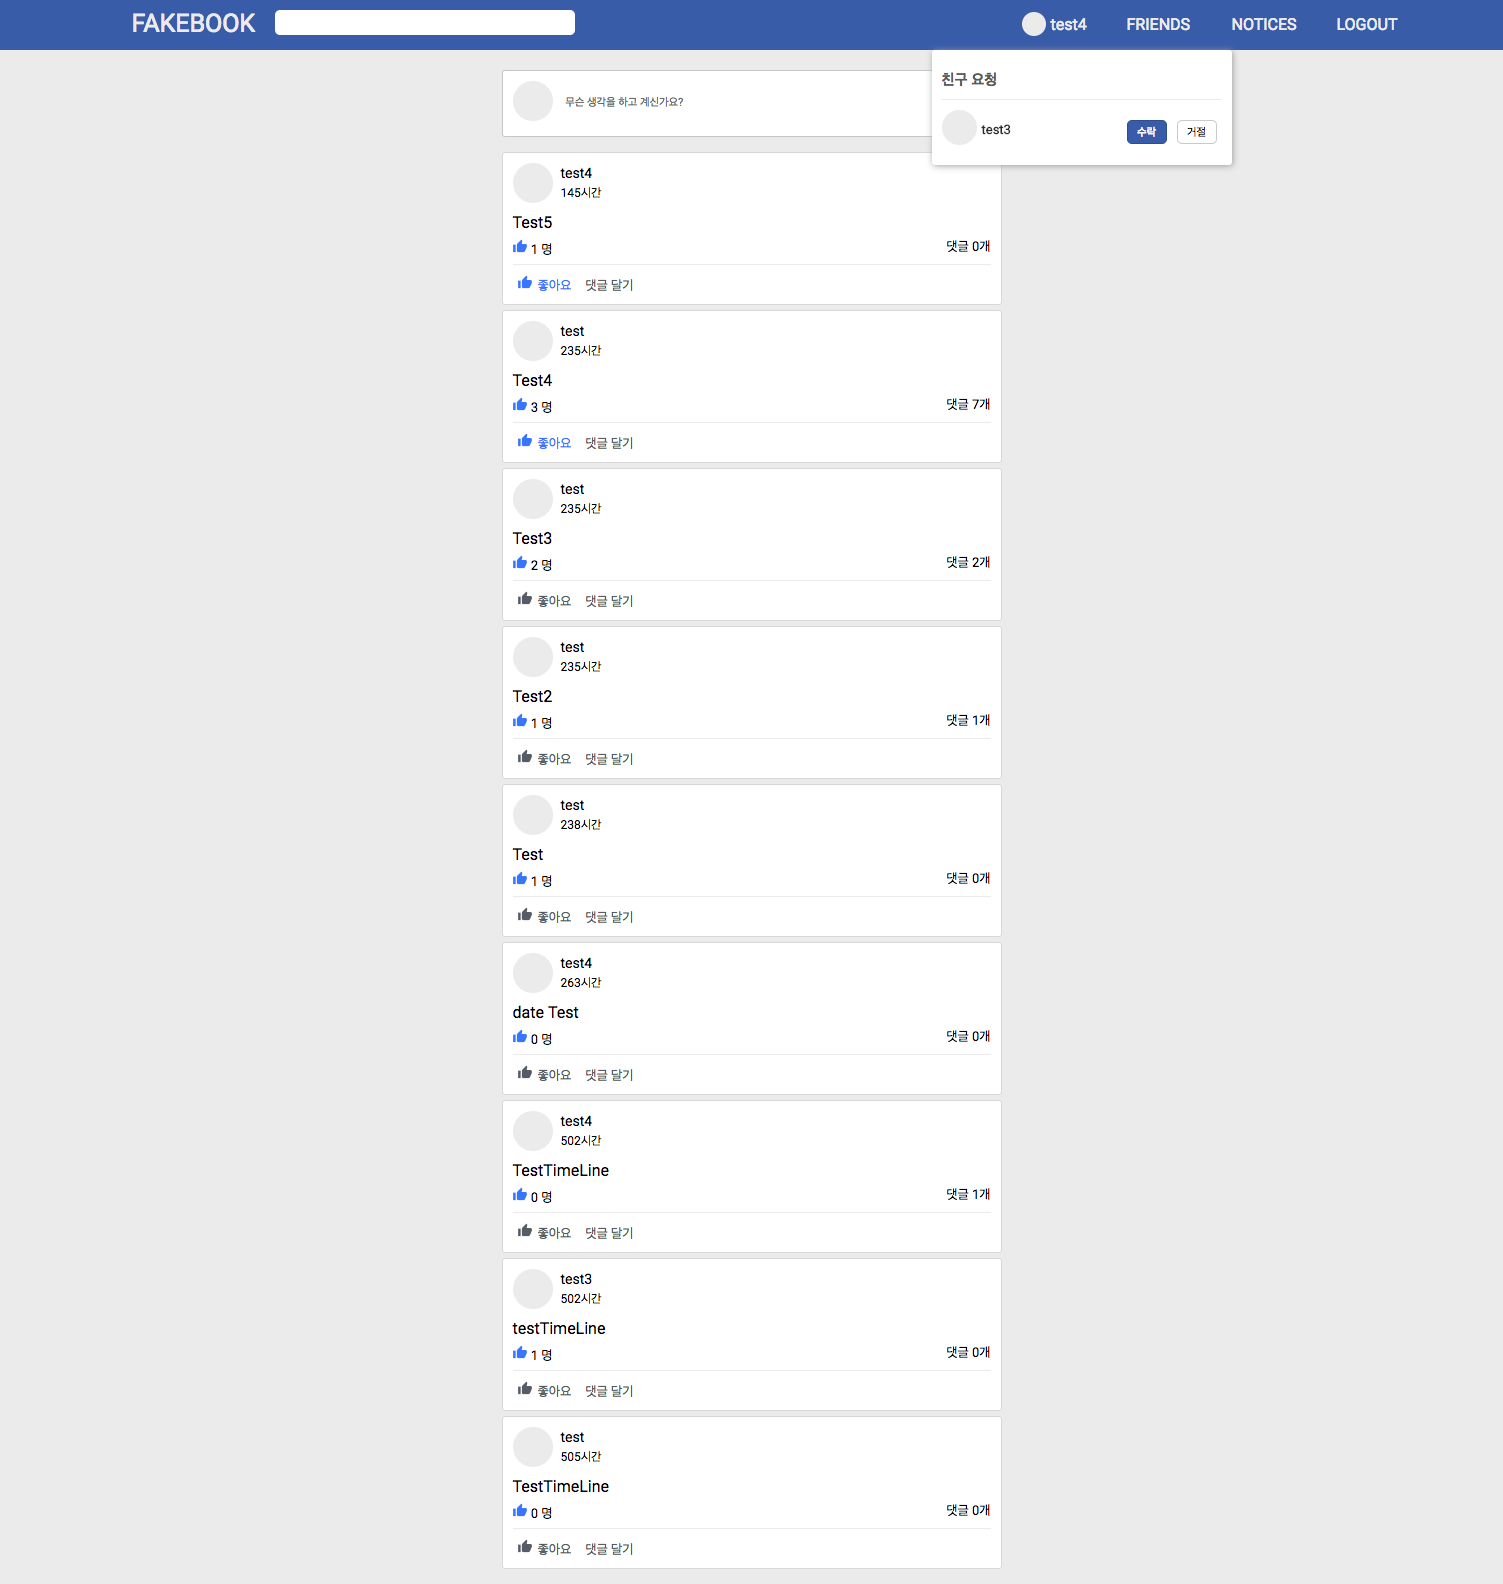 FAKEBOOK test4 FRIENDS NOTICES LOGOUT
친구 요청
test3 수락 거절
무슨 생각을 하고 계신가요?
test4
145시간
Test5
1 명 댓글 0개
좋아요 댓글 달기
test
235시간
Test4
3 명 댓글 7개
좋아요 댓글 달기
test
235시간
Test3
2 명 댓글 2개
좋아요 댓글 달기
test
235시간
Test2
1 명 댓글 1개
좋아요 댓글 달기
test
238시간
Test
1 명 댓글 0개
좋아요 댓글 달기
test4
263시간
date Test
0 명 댓글 0개
좋아요 댓글 달기
test4
502시간
TestTimeLine
0 명 댓글 1개
좋아요 댓글 달기
test3
502시간
testTimeLine
1 명 댓글 0개
좋아요 댓글 달기
test
505시간
TestTimeLine
0 명 댓글 0개
좋아요 댓글 달기